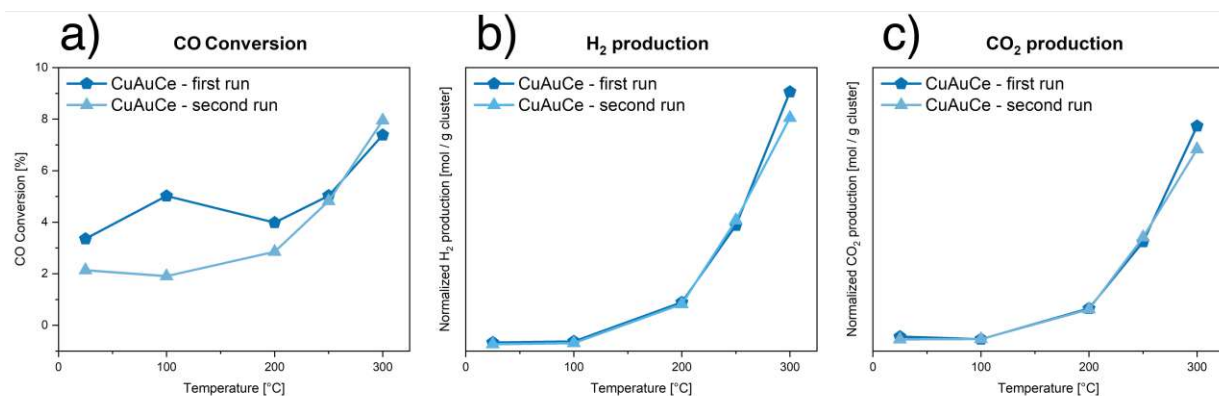 a)
CO Conversion
CuAuCe - first run
CuAuCe - second run
CO Conversion [%]
10
8
6
4
2
0
0
100
200
300
Temperature [°C]
b)
H₂ production
CuAuCe - first run
CuAuCe - second run
Normalized H₂ production [mol / g cluster]
0
100
200
300
Temperature [°C]
c)
CO₂ production
CuAuCe - first run
CuAuCe - second run
Normalized CO₂ production [mol / g cluster]
0
100
200
300
Temperature [°C]